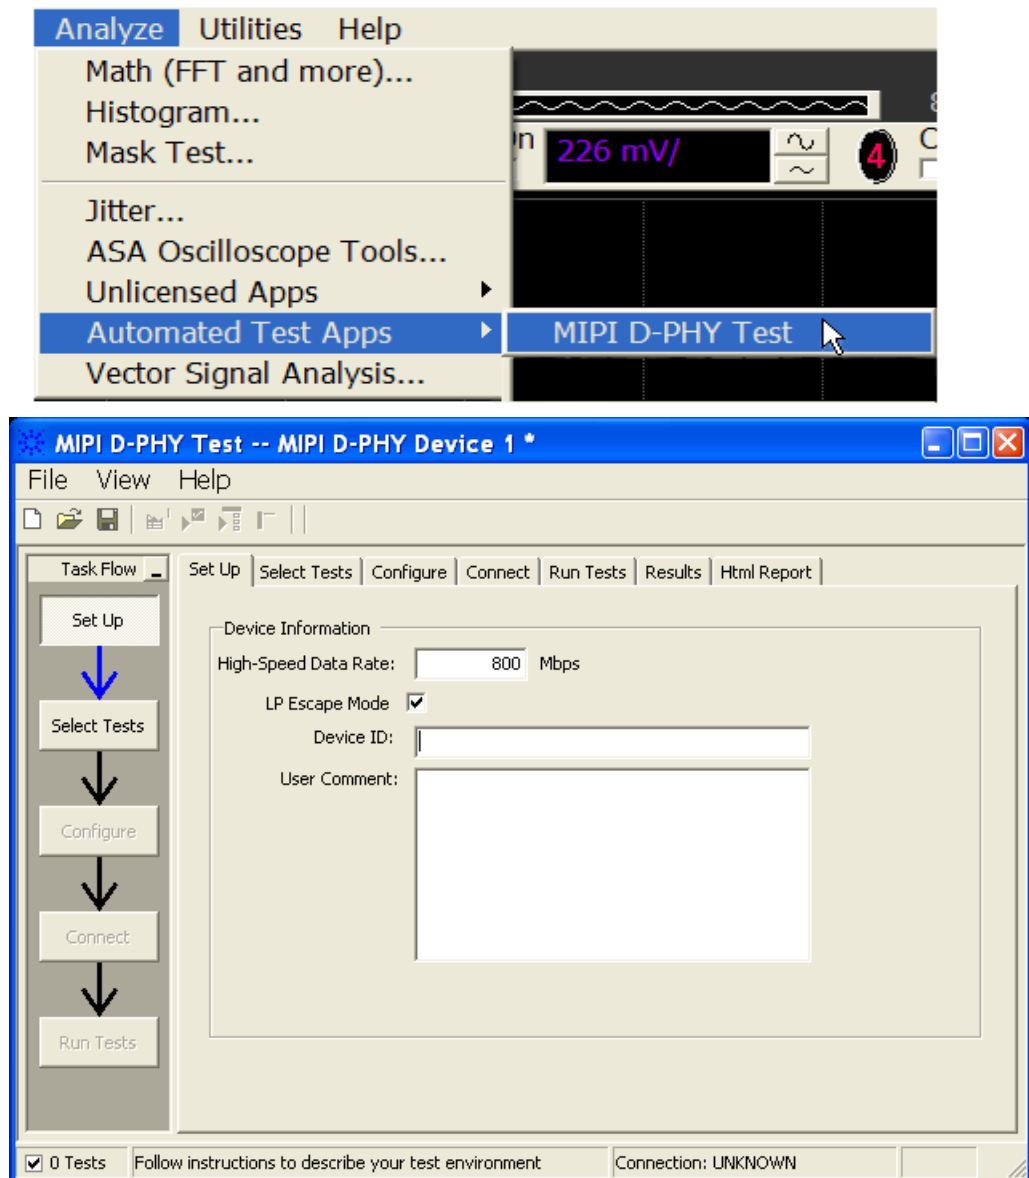 Analyze Utilities Help
Math (FFT and more)...
Histogram...
Mask Test...
226 mV/
4
Jitter...
ASA Oscilloscope Tools...
Unlicensed Apps
Automated Test Apps
MIPI D-PHY Test
Vector Signal Analysis...
MIPI D-PHY Test -- MIPI D-PHY Device 1 *
File View Help
Task Flow
Set Up Select Tests Configure Connect Run Tests Results Html Report
Set Up
Select Tests
Configure
Connect
Run Tests
Device Information
High-Speed Data Rate: 800 Mbps
LP Escape Mode
Device ID:
User Comment:
0 Tests Follow instructions to describe your test environment Connection: UNKNOWN